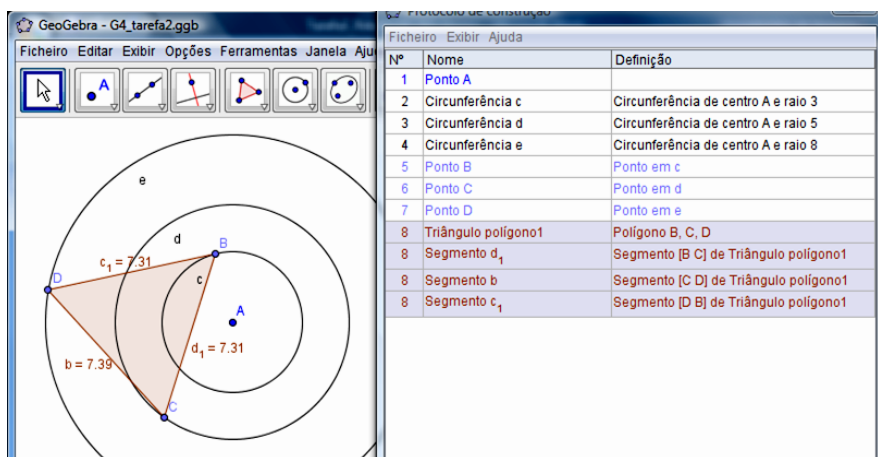 GeoGebra - G4_tarefa2.ggb
Ficheiro Editar Exibir Opções Ferramentas Janela Aju
A
e
d
B
c₁ = 7.31
c
D
A
d₁ = 7.31
b = 7.39
C
Protocolo de construção
Ficheiro Exibir Ajuda
Nº Nome Definição
1 Ponto A
2 Circunferência c Circunferência de centro A e raio 3
3 Circunferência d Circunferência de centro A e raio 5
4 Circunferência e Circunferência de centro A e raio 8
5 Ponto B Ponto em c
6 Ponto C Ponto em d
7 Ponto D Ponto em e
8 Triângulo polígono1 Polígono B, C, D
8 Segmento d₁ Segmento [B C] de Triângulo polígono1
8 Segmento b Segmento [C D] de Triângulo polígono1
8 Segmento c₁ Segmento [D B] de Triângulo polígono1